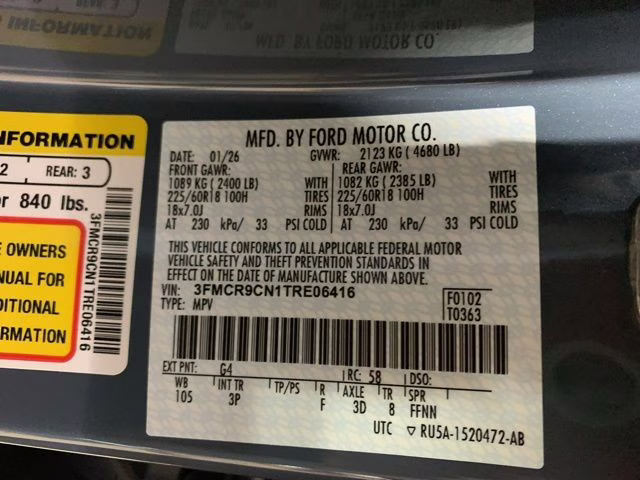 INFORMATION
REAR: 3
MFD. BY FORD MOTOR CO.
NFORMATION
2 REAR: 3
or 840 lbs.
E OWNERS
NUAL FOR
DITIONAL
ORMATION
3FMCR9CN1TRE06416
MFD. BY FORD MOTOR CO.
DATE: 01/26 GVWR: 2123 KG ( 4680 LB)
FRONT GAWR: REAR GAWR:
1089 KG ( 2400 LB) WITH 1082 KG ( 2385 LB) WITH
225/60R18 100H TIRES 225/60R18 100H TIRES
18x7.0J RIMS 18x7.0J RIMS
AT 230 kPa/ 33 PSI COLD AT 230 kPa/ 33 PSI COLD
THIS VEHICLE CONFORMS TO ALL APPLICABLE FEDERAL MOTOR
VEHICLE SAFETY AND THEFT PREVENTION STANDARDS IN
EFFECT ON THE DATE OF MANUFACTURE SHOWN ABOVE.
VIN: 3FMCR9CN1TRE06416
TYPE: MPV
F0102
T0363
EXT PNT: G4 RC: 58 DSO:
WB INT TR TP/PS R AXLE TR SPR
105 3P F 3D 8 FFNN
UTC ▽ RU5A-1520472-AB